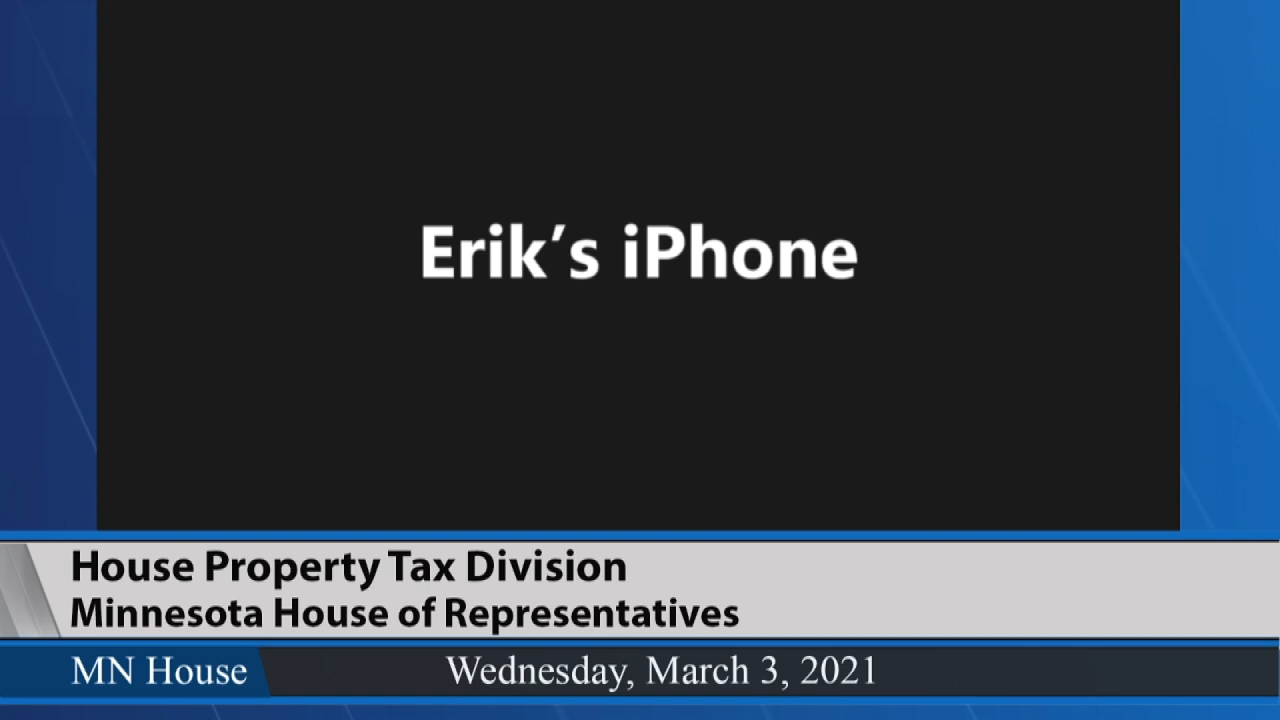 Erik’s iPhone
House Property Tax Division
Minnesota House of Representatives
MN House
Wednesday, March 3, 2021